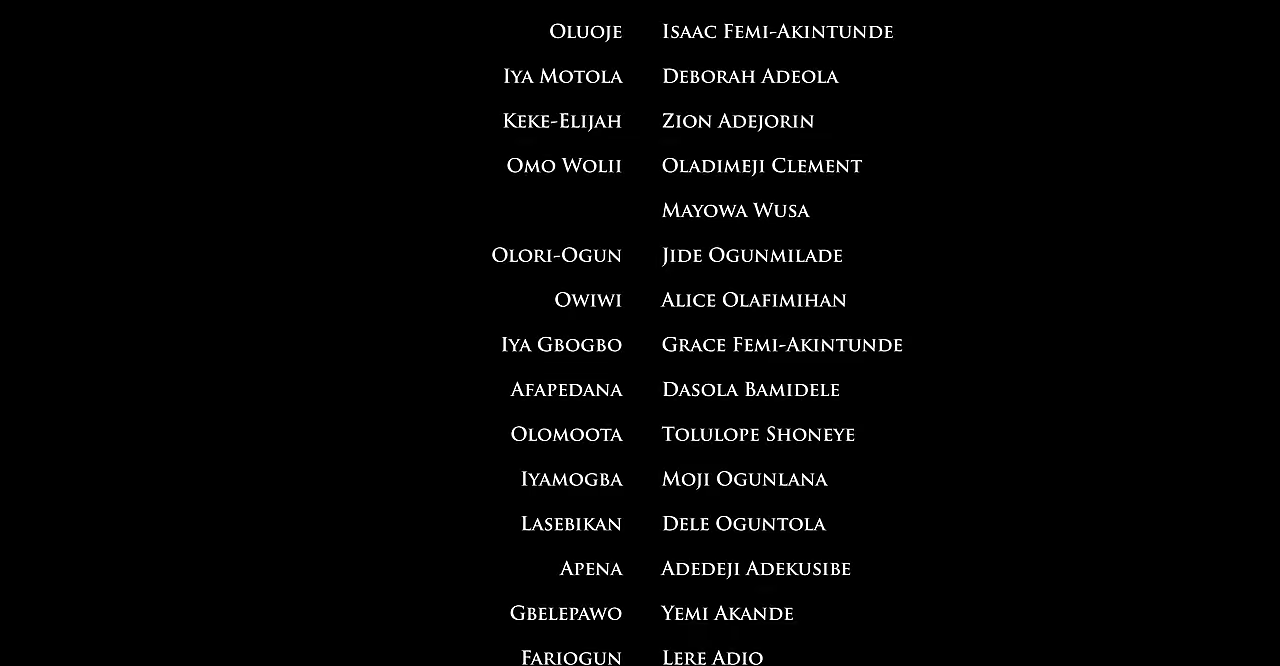 Oluoje Isaac Femi-Akintunde
Iya Motola Deborah Adeola
Keke-Elijah Zion Adejorin
Omo Wolii Oladimeji Clement
Mayowa Wusa
Olori-Ogun Jide Ogunmilade
Owiwi Alice Olafimihan
Iya Gbogbo Grace Femi-Akintunde
Afapedana Dasola Bamidele
Olomoota Tolulope Shoneye
Iyamogba Moji Ogunlana
Lasebikan Dele Oguntola
Apena Adedeji Adekusibe
Gbelepawo Yemi Akande
Fariogun Lere Adio